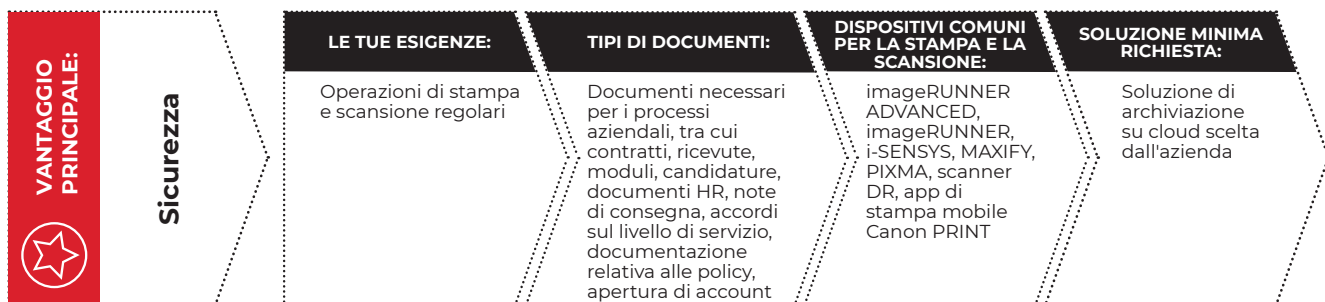 VANTAGGIO
PRINCIPALE:
Sicurezza
LE TUE ESIGENZE:
Operazioni di stampa
e scansione regolari
TIPI DI DOCUMENTI:
Documenti necessari
per i processi
aziendali, tra cui
contratti, ricevute,
moduli, candidature,
documenti HR, note
di consegna, accordi
sul livello di servizio,
documentazione
relativa alle policy,
apertura di account
DISPOSITIVI COMUNI
PER LA STAMPA E LA
SCANSIONE:
imageRUNNER
ADVANCED,
imageRUNNER,
i-SENSYS, MAXIFY,
PIXMA, scanner
DR, app di
stampa mobile
Canon PRINT
SOLUZIONE MINIMA
RICHIESTA:
Soluzione di
archiviazione
su cloud scelta
dall'azienda